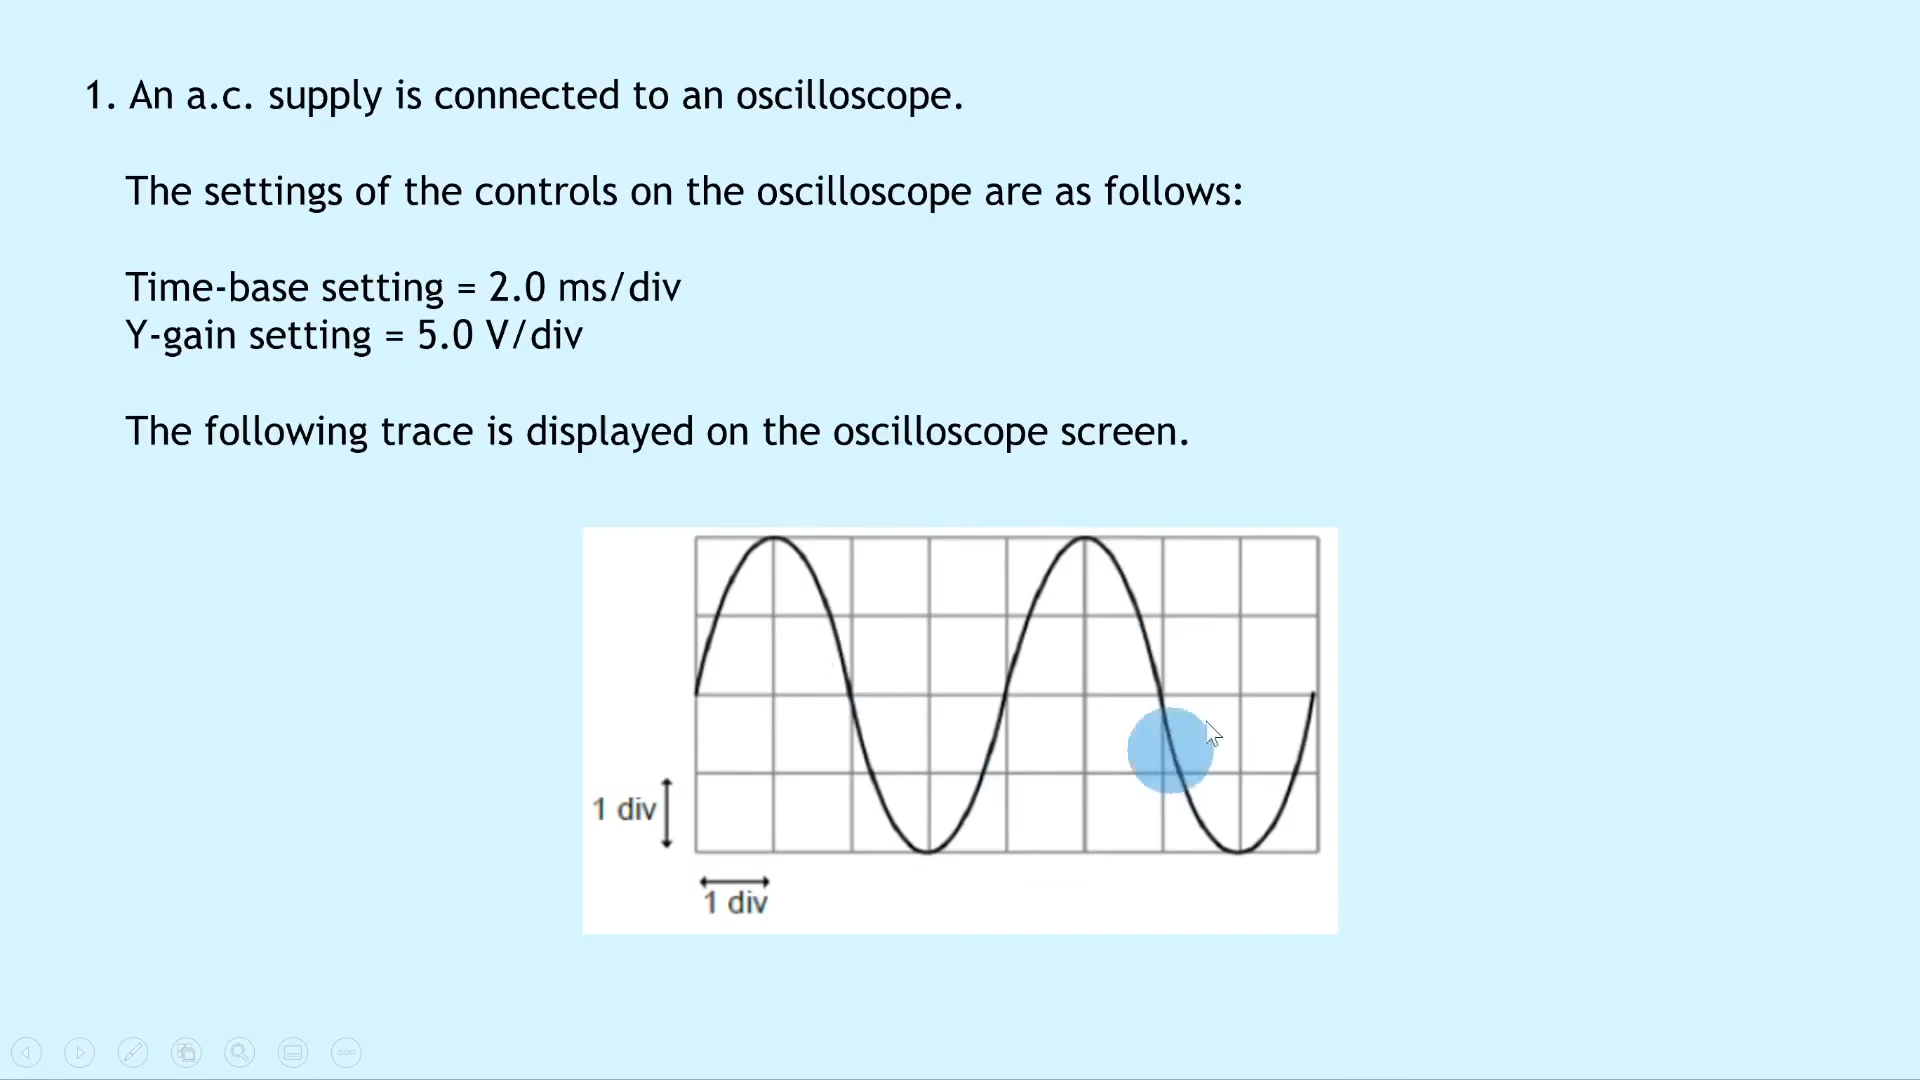 1. An a.c. supply is connected to an oscilloscope.
The settings of the controls on the oscilloscope are as follows:
Time-base setting = 2.0 ms/div
Y-gain setting = 5.0 V/div
The following trace is displayed on the oscilloscope screen.
1 div
1 div